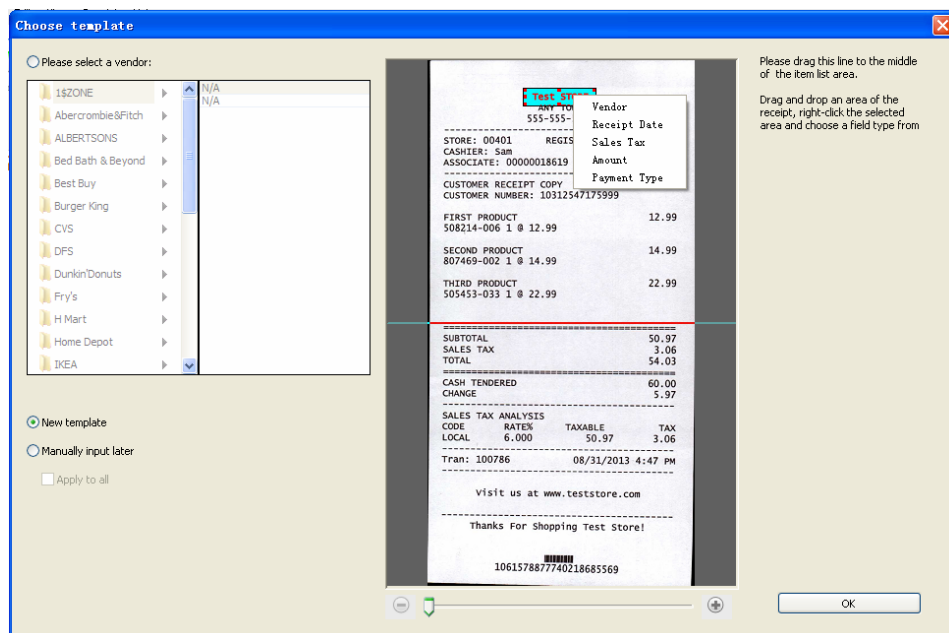 Choose template
Please select a vendor:
1$ZONE
Abercrombie&Fitch
ALBERTSONS
Bed Bath & Beyond
Best Buy
Burger King
CVS
DFS
Dunkin'Donuts
Fry's
H Mart
Home Depot
IKEA
N/A
N/A
New template
Manually input later
Apply to all
Test STORE
ANY TO
555-555-
STORE: 00401 REGIS
CASHIER: Sam
ASSOCIATE: 00000018619
CUSTOMER RECEIPT COPY
CUSTOMER NUMBER: 10312547175999
FIRST PRODUCT 12.99
508214-006 1 @ 12.99
SECOND PRODUCT 14.99
807469-002 1 @ 14.99
THIRD PRODUCT 22.99
505453-033 1 @ 22.99
SUBTOTAL 50.97
SALES TAX 3.06
TOTAL 54.03
CASH TENDERED 60.00
CHANGE 5.97
SALES TAX ANALYSIS
CODE RATE% TAXABLE TAX
LOCAL 6.000 50.97 3.06
Tran: 100786 08/31/2013 4:47 PM
Visit us at www.teststore.com
Thanks For Shopping Test Store!
1061578877740218685569
Vendor
Receipt Date
Sales Tax
Amount
Payment Type
Please drag this line to the middle
of the item list area.
Drag and drop an area of the
receipt, right-click the selected
area and choose a field type from
OK